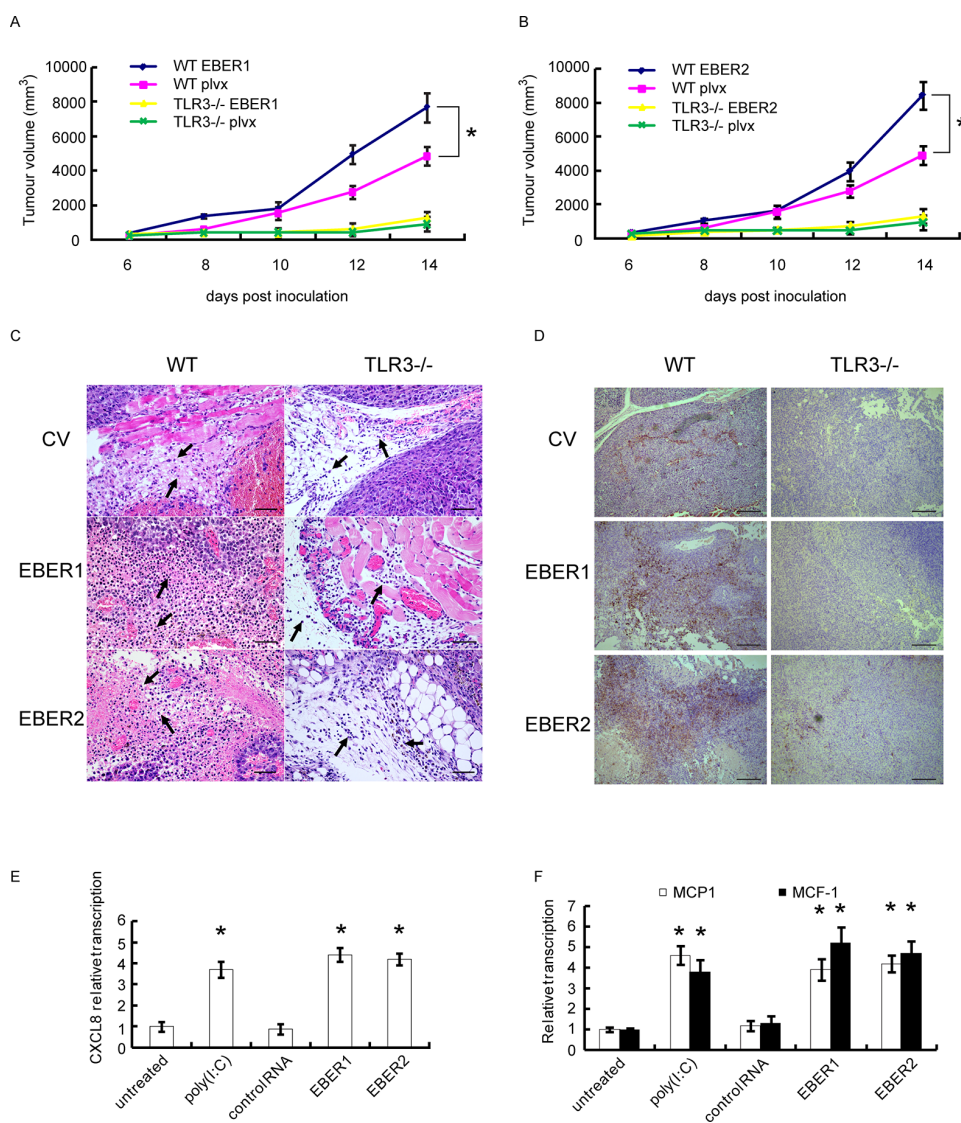 A
10000
8000
6000
4000
2000
0
Tumour volume (mm3)
WT EBER1
WT plvx
TLR3-/- EBER1
TLR3-/- plvx
*
6 8 10 12 14
days post inoculation
B
10000
8000
6000
4000
2000
0
Tumour volume (mm3)
WT EBER2
WT plvx
TLR3-/- EBER2
TLR3-/- plvx
*
6 8 10 12 14
days post inoculation
C
WT TLR3-/-
CV
EBER1
EBER2
D
WT TLR3-/-
CV
EBER1
EBER2
E
CXCL8 relative transcription
6
5
4
3
2
1
0
* * *
untreated poly(I:C) controlRNA EBER1 EBER2
F
MCP1 MCF-1
Relative transcription
7
6
5
4
3
2
1
0
* * * * * *
untreated poly(I:C) controlRNA EBER1 EBER2